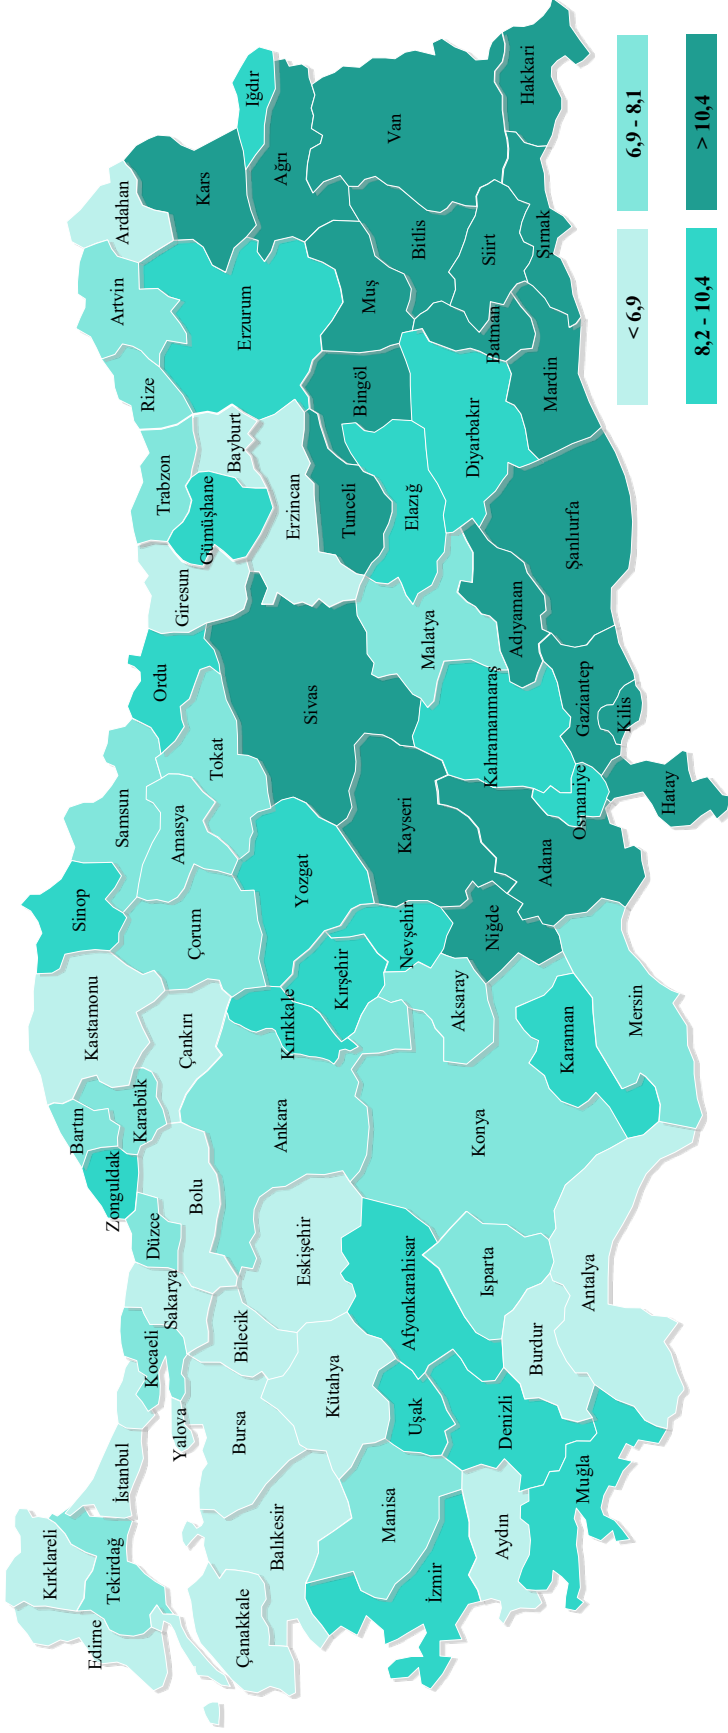 Edirne
Kırklareli
Tekirdağ
İstanbul
Çanakkale
Balıkesir
Bursa
Yalova
Kocaeli
Sakarya
Düzce
Zonguldak
Bartın
Karabük
Kastamonu
Sinop
Samsun
Ordu
Giresun
Trabzon
Rize
Artvin
Ardahan
Bilecik
Bolu
Çankırı
Çorum
Amasya
Tokat
Gümüşhane
Bayburt
Erzurum
Kars
Iğdır
Kütahya
Eskişehir
Ankara
Kırıkkale
Yozgat
Sivas
Erzincan
Ağrı
İzmir
Manisa
Uşak
Afyonkarahisar
Kırşehir
Nevşehir
Kayseri
Malatya
Elazığ
Tunceli
Bingöl
Muş
Bitlis
Van
Aydın
Denizli
Isparta
Konya
Aksaray
Niğde
Kahramanmaraş
Adıyaman
Diyarbakır
Batman
Siirt
Şırnak
Hakkari
Muğla
Burdur
Antalya
Karaman
Mersin
Adana
Osmaniye
Gaziantep
Kilis
Hatay
Şanlıurfa
Mardin
< 6,9
6,9 - 8,1
8,2 - 10,4
> 10,4